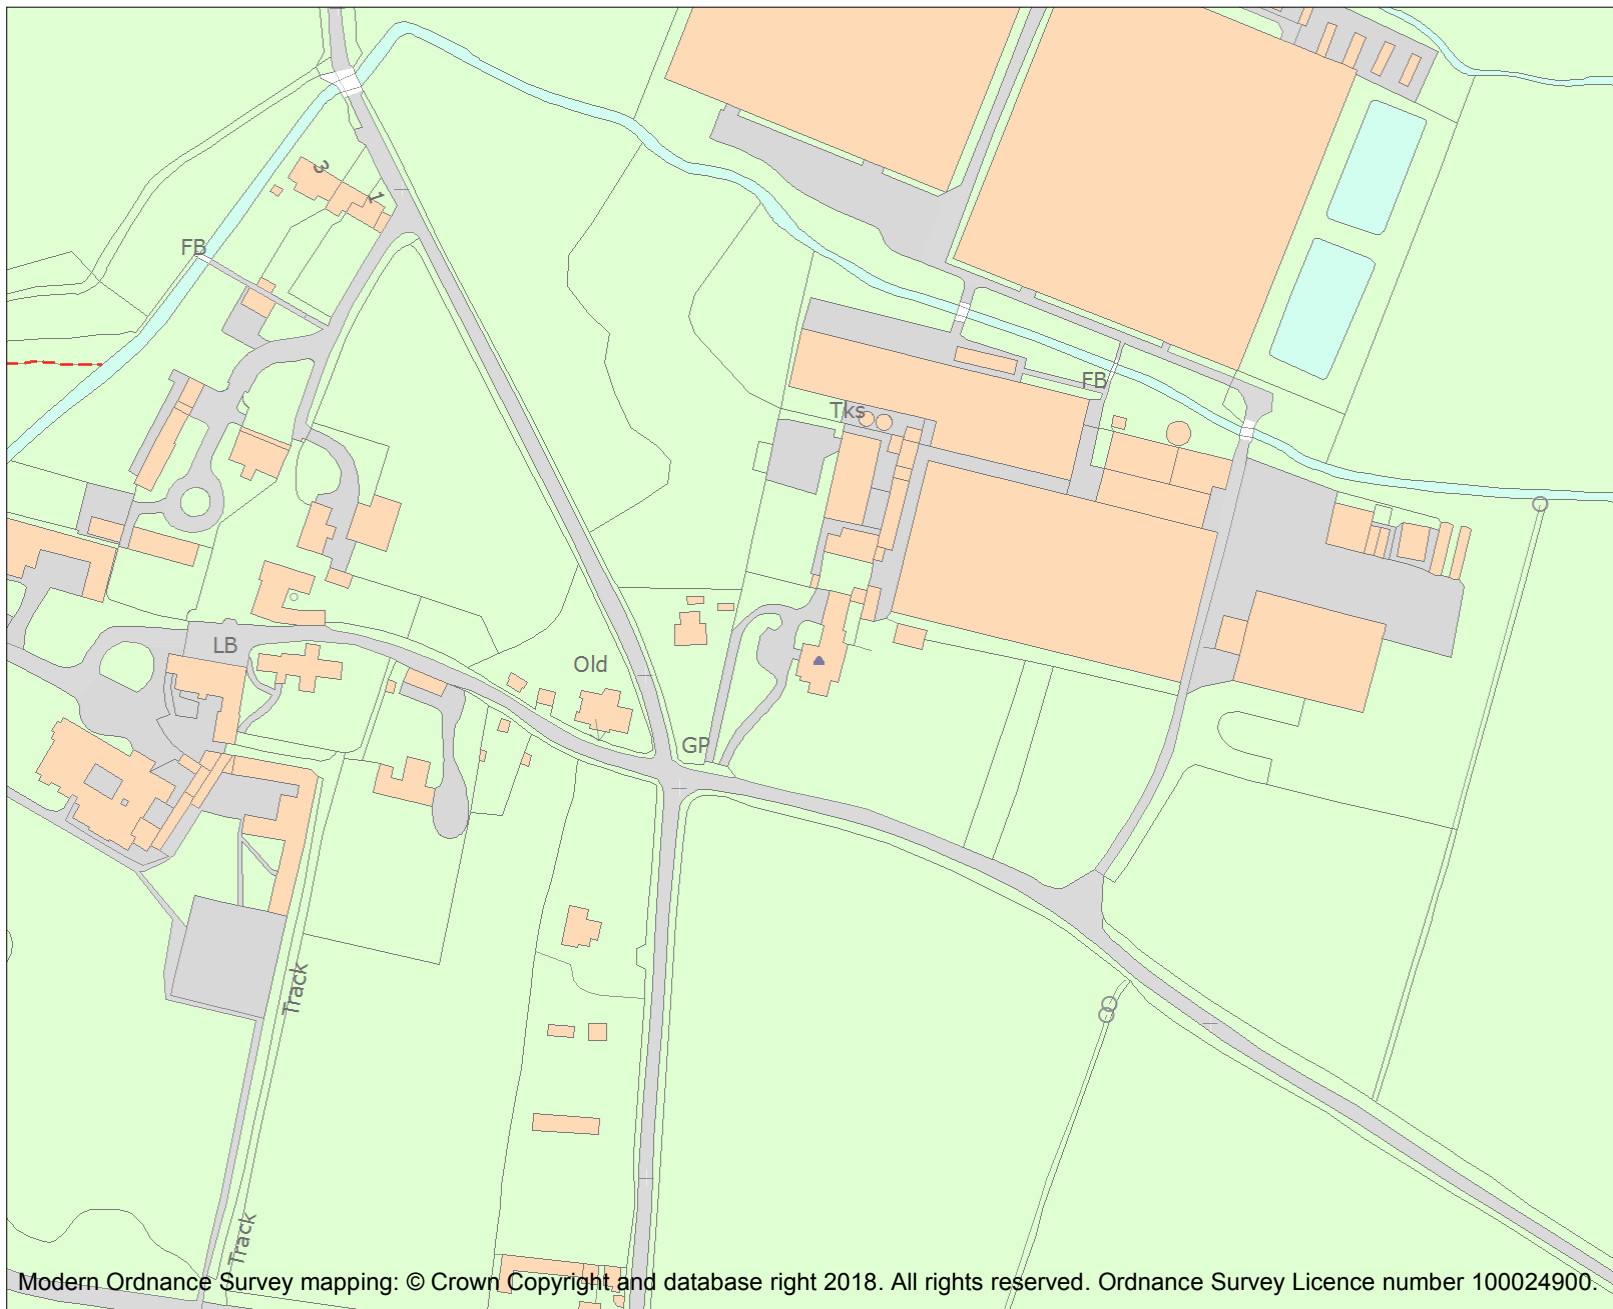 3
1
FB
FB
Tks
LB
Old
GP
Track
Track
Modern Ordnance Survey mapping: © Crown Copyright and database right 2018. All rights reserved. Ordnance Survey Licence number 100024900.